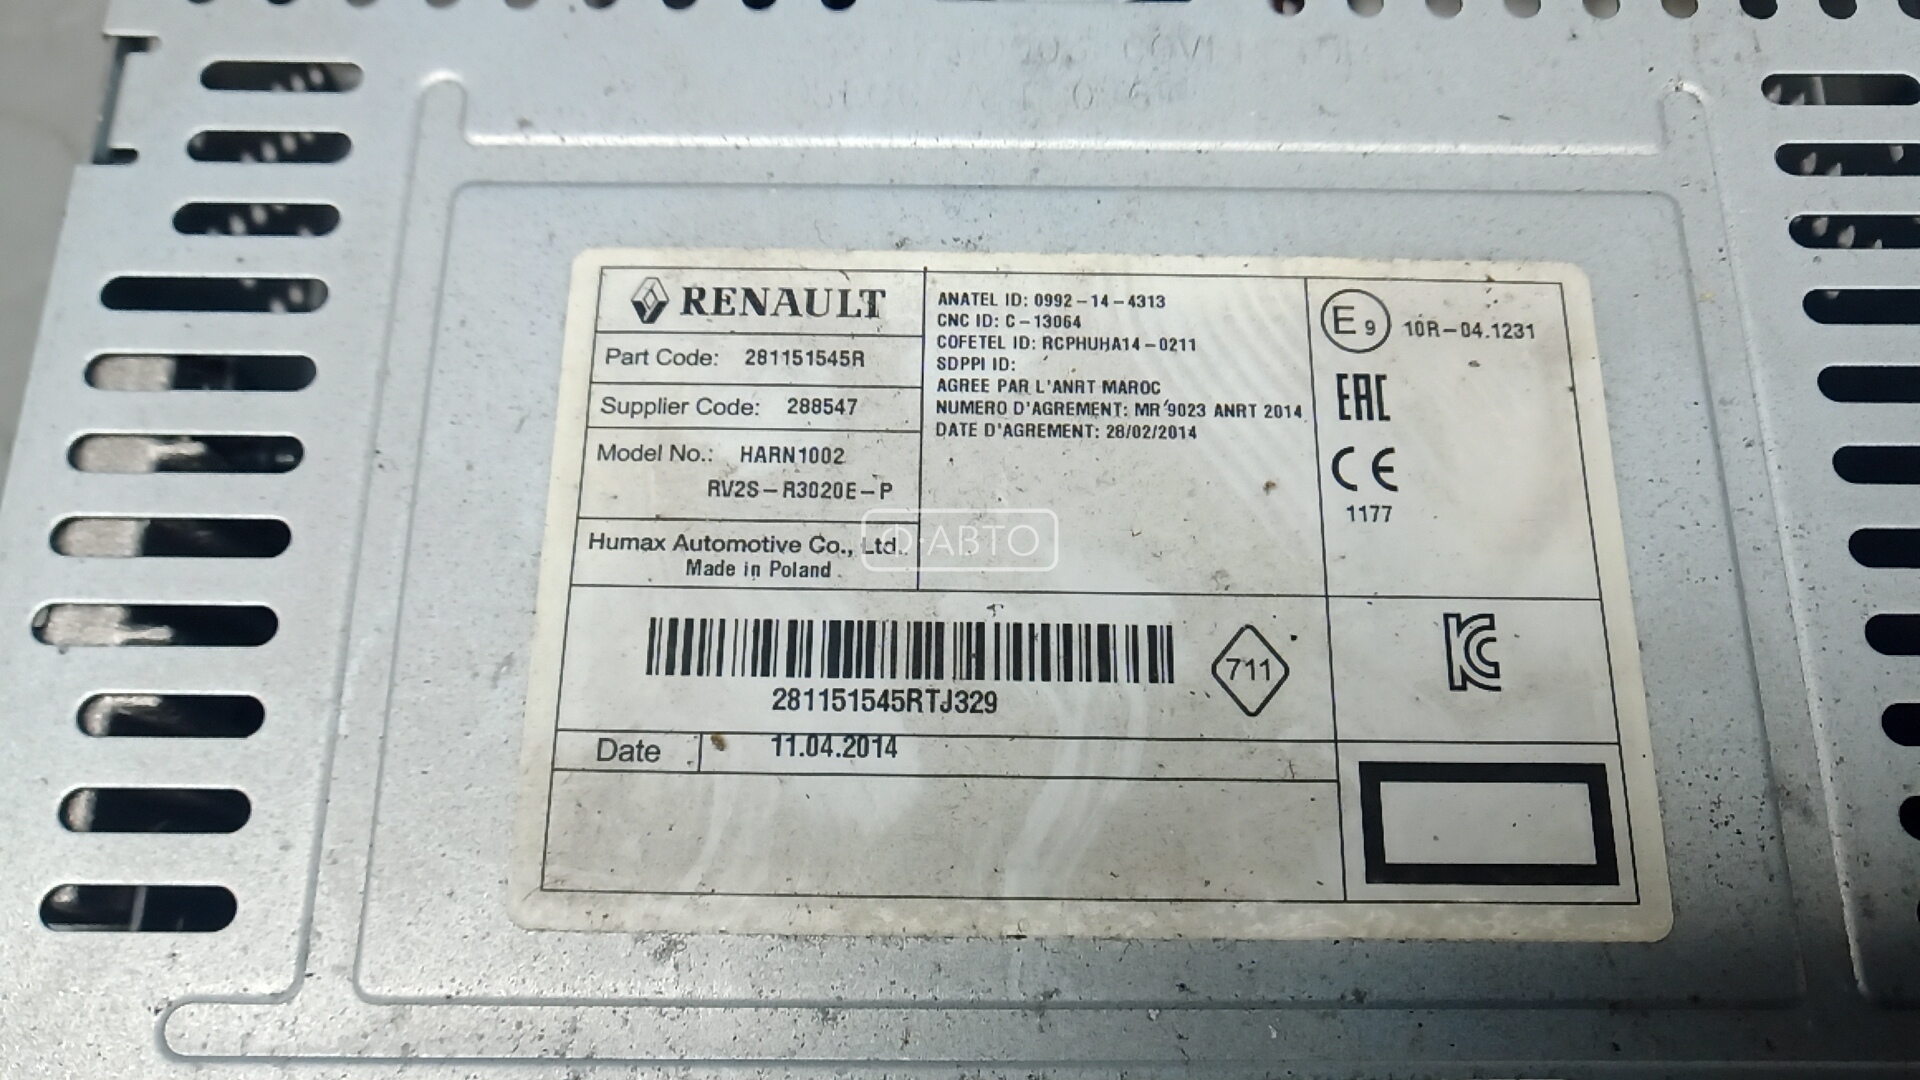 RENAULT
Part Code: 281151545R
Supplier Code: 288547
Model No.: HARN1002
RV2S-R3020E-P
Humax Automotive Co., Ltd.
Made in Poland
ANATEL ID: 0992-14-4313
CNC ID: C-13064
COFETEL ID: RCPHUHA14-0211
SDPPI ID:
AGREE PAR L'ANRT MAROC
NUMERO D'AGREMENT: MR 9023 ANRT 2014
DATE D'AGREMENT: 28/02/2014
E9 10R-04.1231
EAC
CE
1177
Ф-АВТО
281151545RTJ329
711
KC
Date 11.04.2014